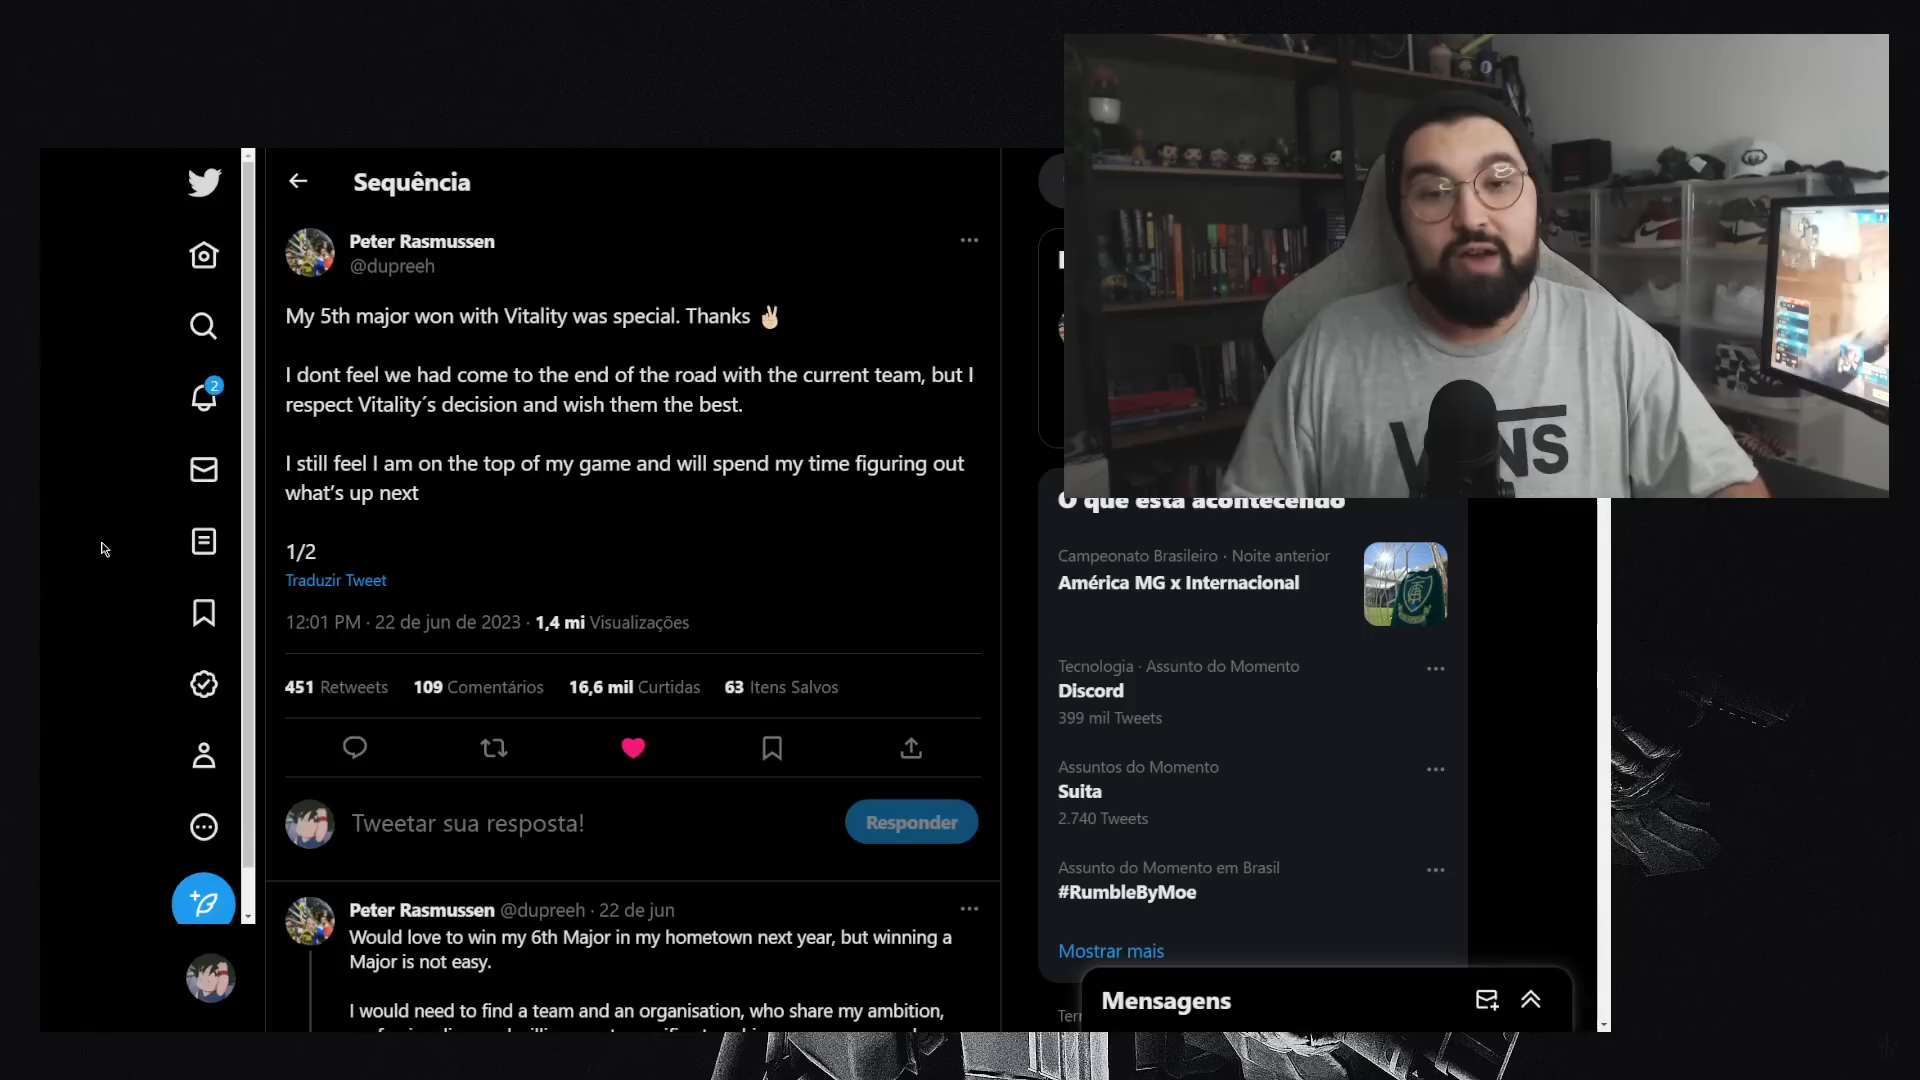 Sequência
Peter Rasmussen
@dupreeh
My 5th major won with Vitality was special. Thanks ✌🏻
I dont feel we had come to the end of the road with the current team, but I
respect Vitality´s decision and wish them the best.
I still feel I am on the top of my game and will spend my time figuring out
what's up next
1/2
Traduzir Tweet
12:01 PM · 22 de jun de 2023 · 1,4 mi Visualizações
451 Retweets 109 Comentários 16,6 mil Curtidas 63 Itens Salvos
Tweetar sua resposta!
Responder
Peter Rasmussen @dupreeh · 22 de jun
Would love to win my 6th Major in my hometown next year, but winning a
Major is not easy.
I would need to find a team and an organisation, who share my ambition,
2
VANS
O que está acontecendo
Campeonato Brasileiro · Noite anterior
América MG x Internacional
Tecnologia · Assunto do Momento
Discord
399 mil Tweets
Assuntos do Momento
Suita
2.740 Tweets
Assunto do Momento em Brasil
#RumbleByMoe
Mostrar mais
Mensagens